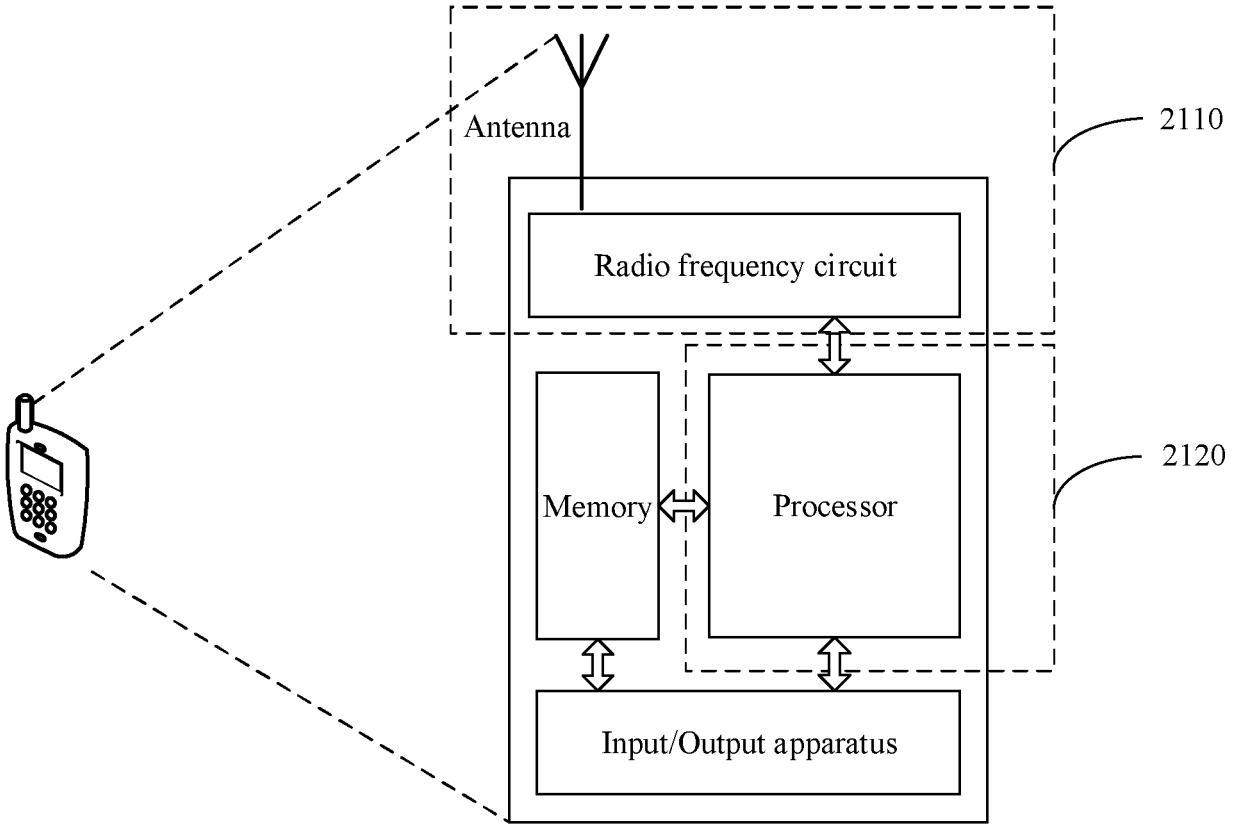 Antenna
2110
Radio frequency circuit
Memory
Processor
2120
Input/Output apparatus